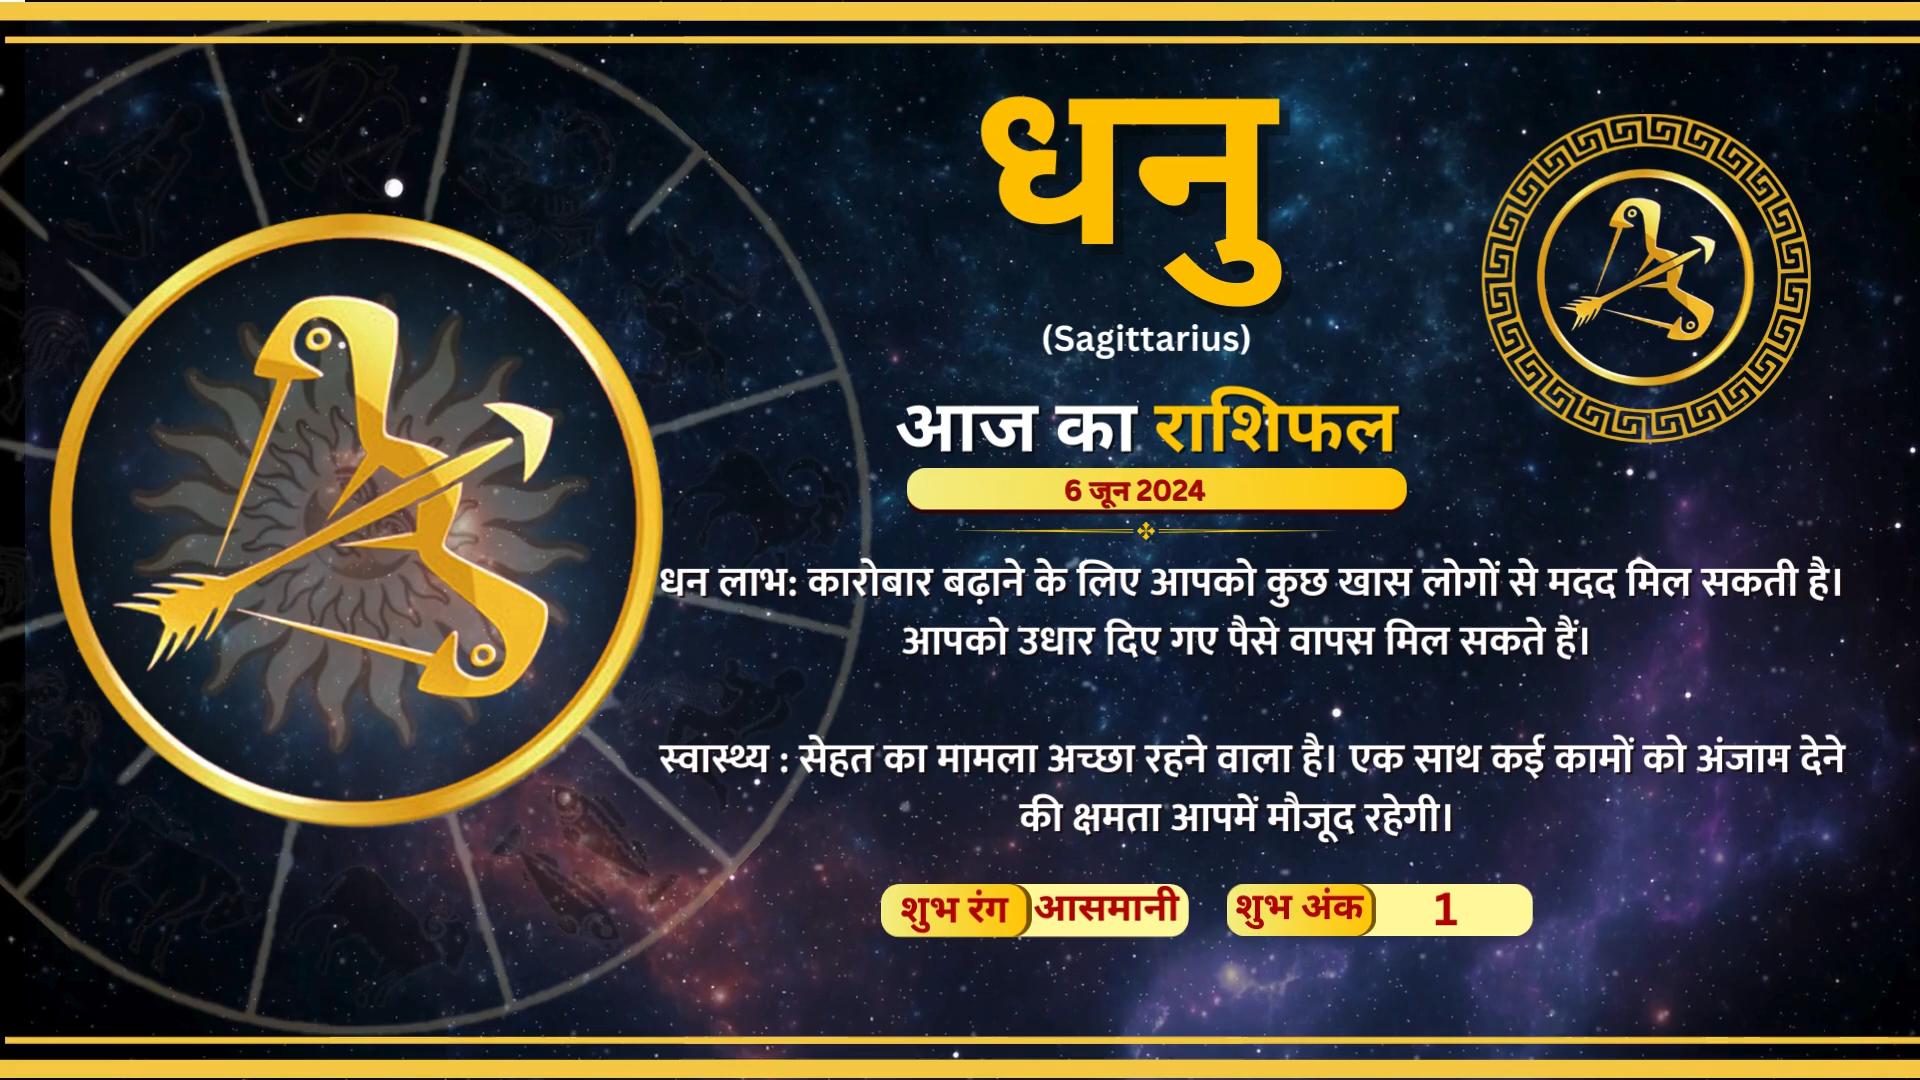 धनु
(Sagittarius)
आज का राशिफल
6 जून 2024
धन लाभ: कारोबार बढ़ाने के लिए आपको कुछ खास लोगों से मदद मिल सकती है।
आपको उधार दिए गए पैसे वापस मिल सकते हैं।
स्वास्थ्य : सेहत का मामला अच्छा रहने वाला है। एक साथ कई कामों को अंजाम देने
की क्षमता आपमें मौजूद रहेगी।
शुभ रंग आसमानी शुभ अंक 1